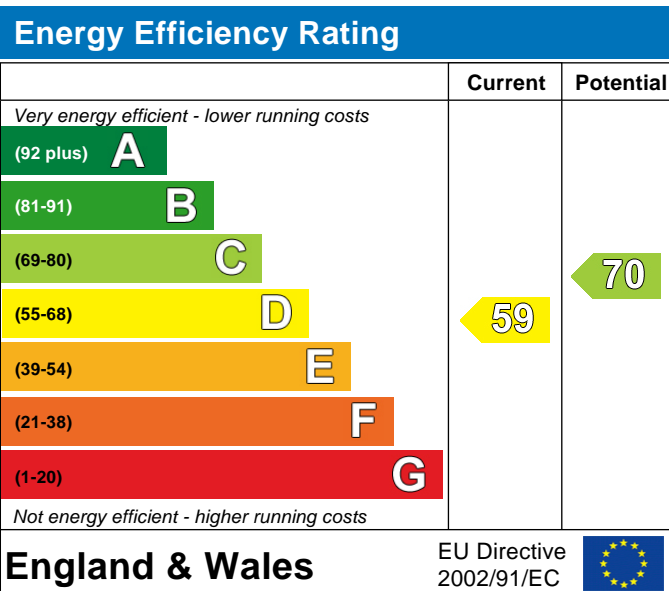 Energy Efficiency Rating
Current Potential
Very energy efficient - lower running costs
(92 plus) A
(81-91) B
(69-80) C
70
(55-68) D
59
(39-54) E
(21-38) F
(1-20) G
Not energy efficient - higher running costs
England & Wales
EU Directive
2002/91/EC